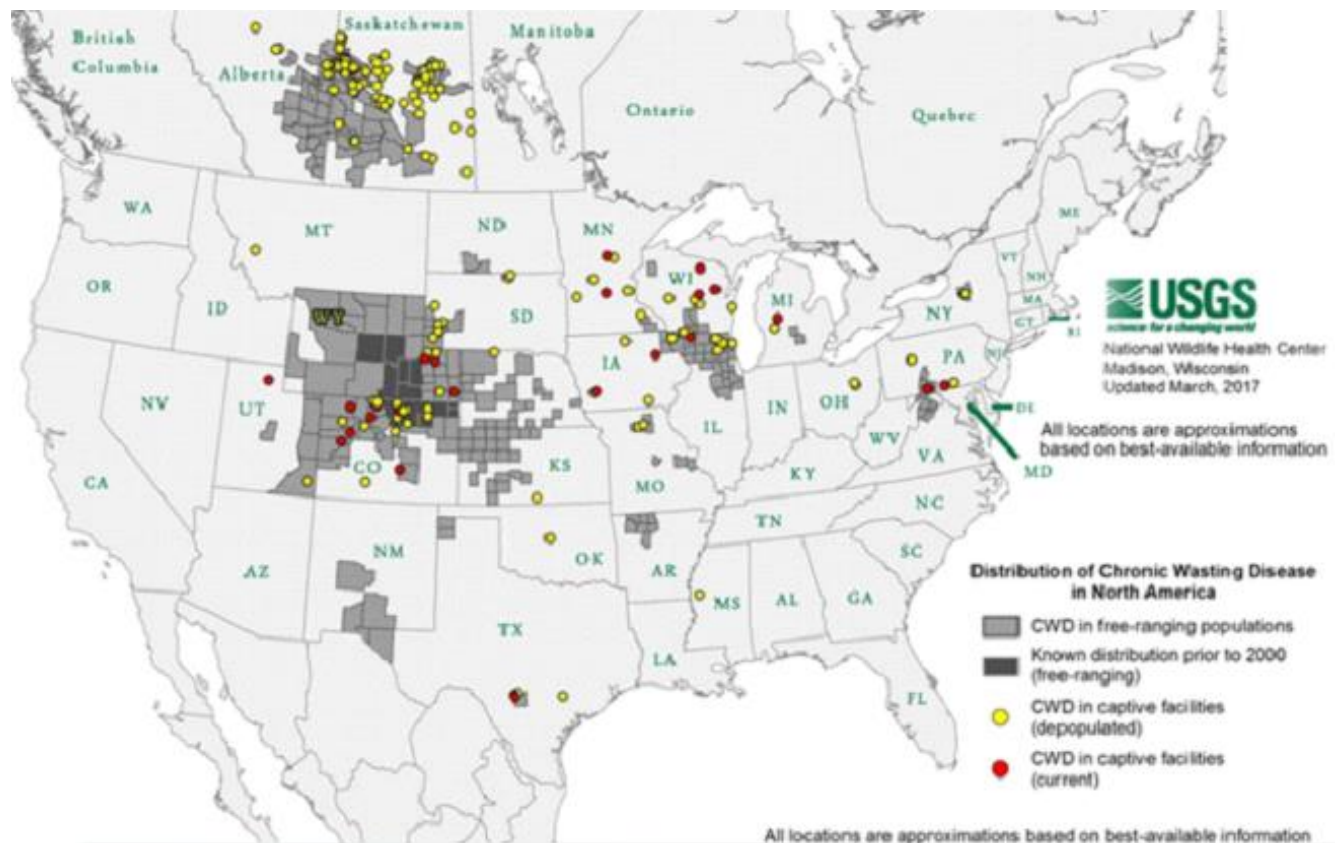 Saskatchewan
British
Columbia
Alberta
Manitoba
Ontario
Quebec
WA
MT
ND
MN
ME
OR
ID
WY
SD
WI
MI
VT
NH
MA
NY
CT
RI
USGS
science for a changing world
National Wildlife Health Center
Madison, Wisconsin
Updated March, 2017
NV
UT
IA
PA
NJ
CA
CO
KS
IL
IN
OH
WV
VA
DE
MD
All locations are approximations
based on best-available information
MO
KY
NC
AZ
NM
OK
AR
TN
SC
TX
MS
AL
GA
LA
FL
Distribution of Chronic Wasting Disease
in North America
CWD in free-ranging populations
Known distribution prior to 2000
(free-ranging)
CWD in captive facilities
(depopulated)
CWD in captive facilities
(current)
All locations are approximations based on best-available information